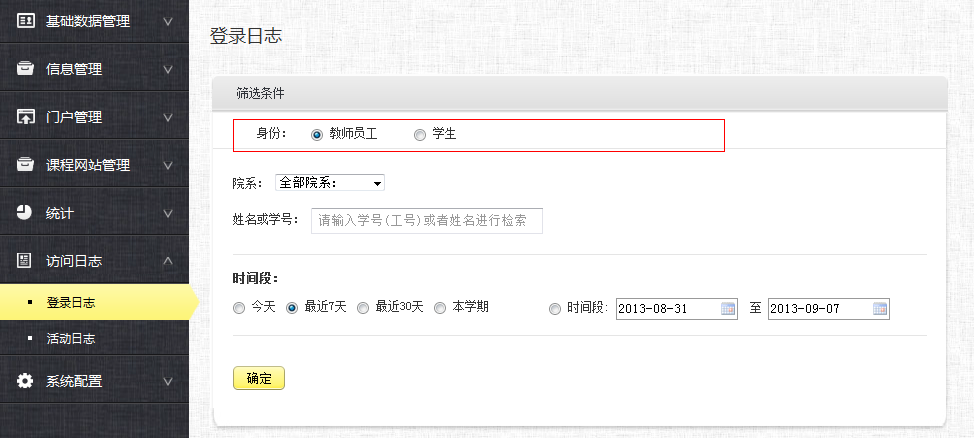 基础数据管理
信息管理
门户管理
课程网站管理
统计
访问日志
登录日志
活动日志
系统配置
登录日志
筛选条件
身份： 教师员工 学生
院系： 全部院系：
姓名或学号： 请输入学号(工号)或者姓名进行检索
时间段：
今天 最近7天 最近30天 本学期 时间段: 2013-08-31 至 2013-09-07
确定